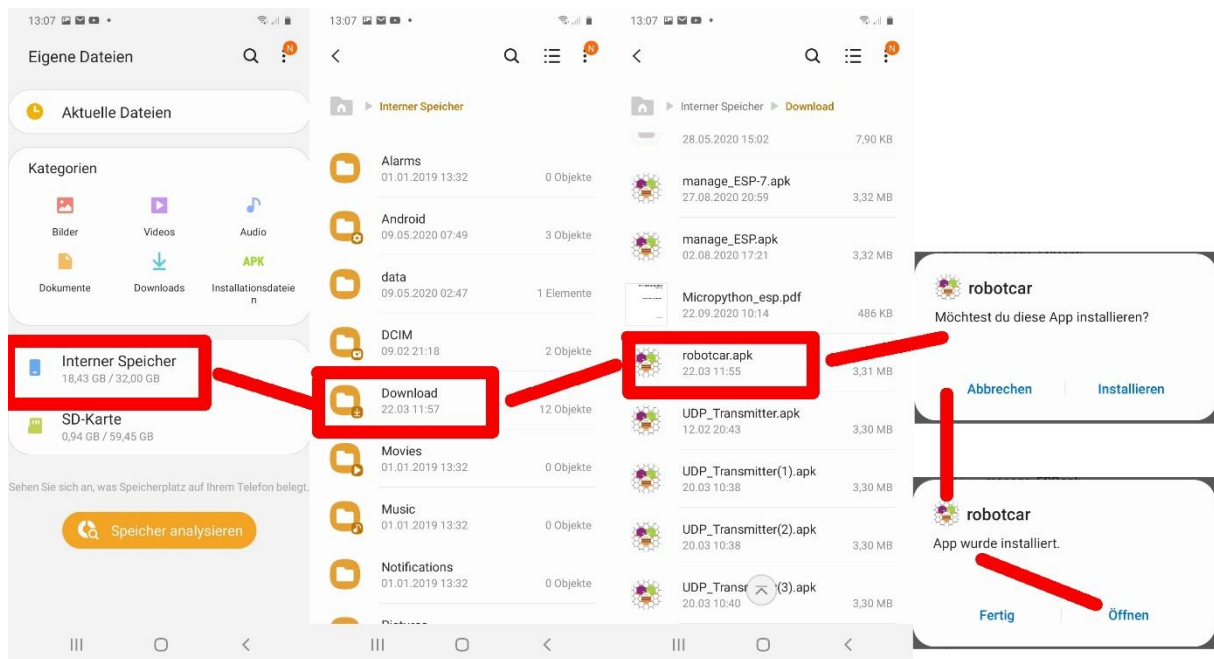 13:07
Eigene Dateien
N
Aktuelle Dateien
Kategorien
Bilder
Videos
Audio
APK
Dokumente
Downloads
Installationsdateie
n
Interner Speicher
18,43 GB / 32,00 GB
SD-Karte
0,94 GB / 59,45 GB
Sehen Sie sich an, was Speicherplatz auf Ihrem Telefon belegt.
Speicher analysieren
13:07
N
Interner Speicher
Alarms
01.01.2019 13:32 0 Objekte
Android
09.05.2020 07:49 3 Objekte
data
09.05.2020 02:47 1 Elemente
DCIM
09.02 21:18 2 Objekte
Download
22.03 11:57 12 Objekte
Movies
01.01.2019 13:32 0 Objekte
Music
01.01.2019 13:32 0 Objekte
Notifications
01.01.2019 13:32 0 Objekte
13:07
N
Interner Speicher Download
28.05.2020 15:02 7,90 KB
manage_ESP-7.apk
27.08.2020 20:59 3,32 MB
manage_ESP.apk
02.08.2020 17:21 3,32 MB
Micropython_esp.pdf
22.09.2020 10:14 486 KB
robotcar.apk
22.03 11:55 3,31 MB
UDP_Transmitter.apk
12.02 20:43 3,30 MB
UDP_Transmitter(1).apk
20.03 10:38 3,30 MB
UDP_Transmitter(2).apk
20.03 10:38 3,30 MB
(3).apk
20.03 10:40 3,30 MB
robotcar
Möchtest du diese App installieren?
Abbrechen Installieren
robotcar
App wurde installiert.
Fertig Öffnen